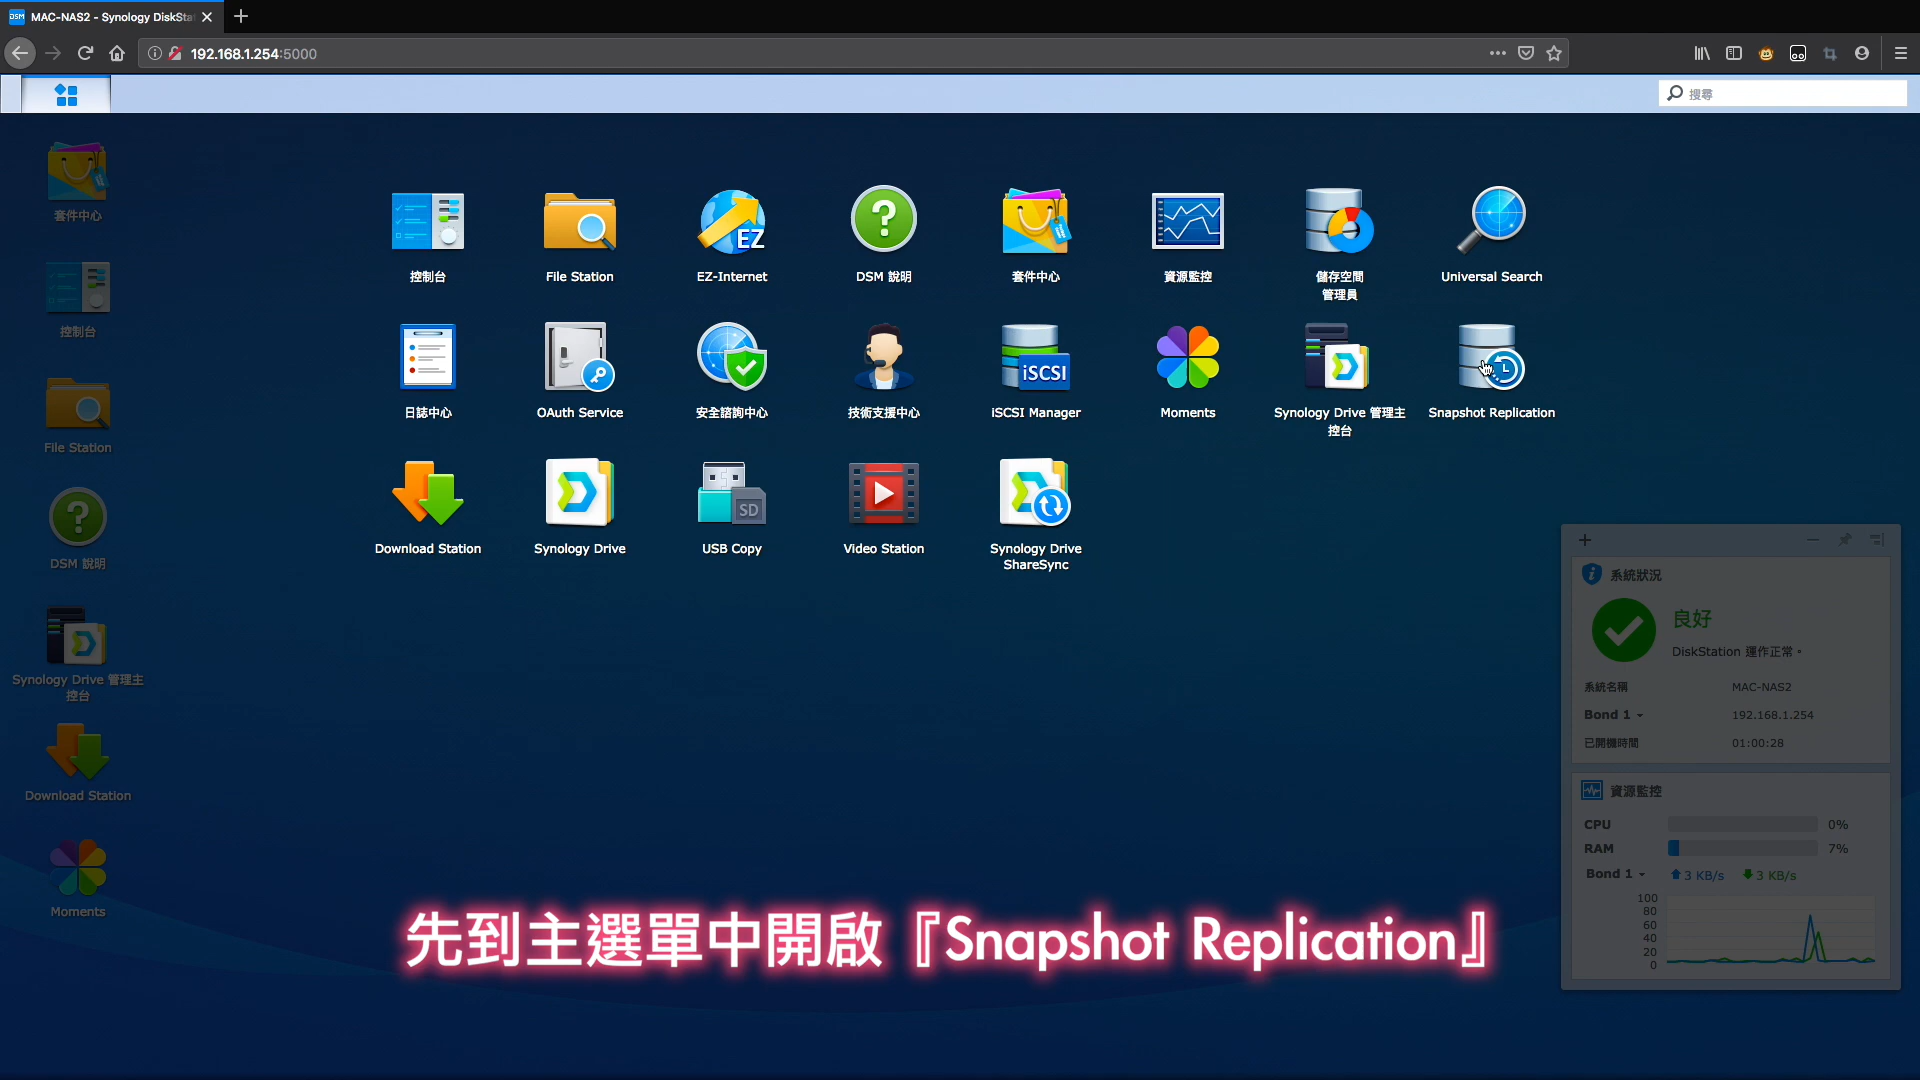 DSM MAC-NAS2 - Synology DiskSta
192.168.1.254:5000
搜尋
套件中心
控制台
File Station
DSM 說明
Synology Drive 管理主
控台
Download Station
Moments
控制台
File Station
EZ
EZ-Internet
DSM 說明
套件中心
資源監控
儲存空間
管理員
Universal Search
日誌中心
OAuth Service
安全諮詢中心
技術支援中心
iSCSI
iSCSI Manager
Moments
Synology Drive 管理主
控台
Snapshot Replication
Download Station
Synology Drive
SD
USB Copy
Video Station
Synology Drive
ShareSync
系統狀況
良好
DiskStation 運作正常。
系統名稱 MAC-NAS2
Bond 1 192.168.1.254
已開機時間 01:00:28
資源監控
CPU 0%
RAM 7%
Bond 1 3 KB/s 3 KB/s
100
80
60
40
20
0
先到主選單中開啟『Snapshot Replication』